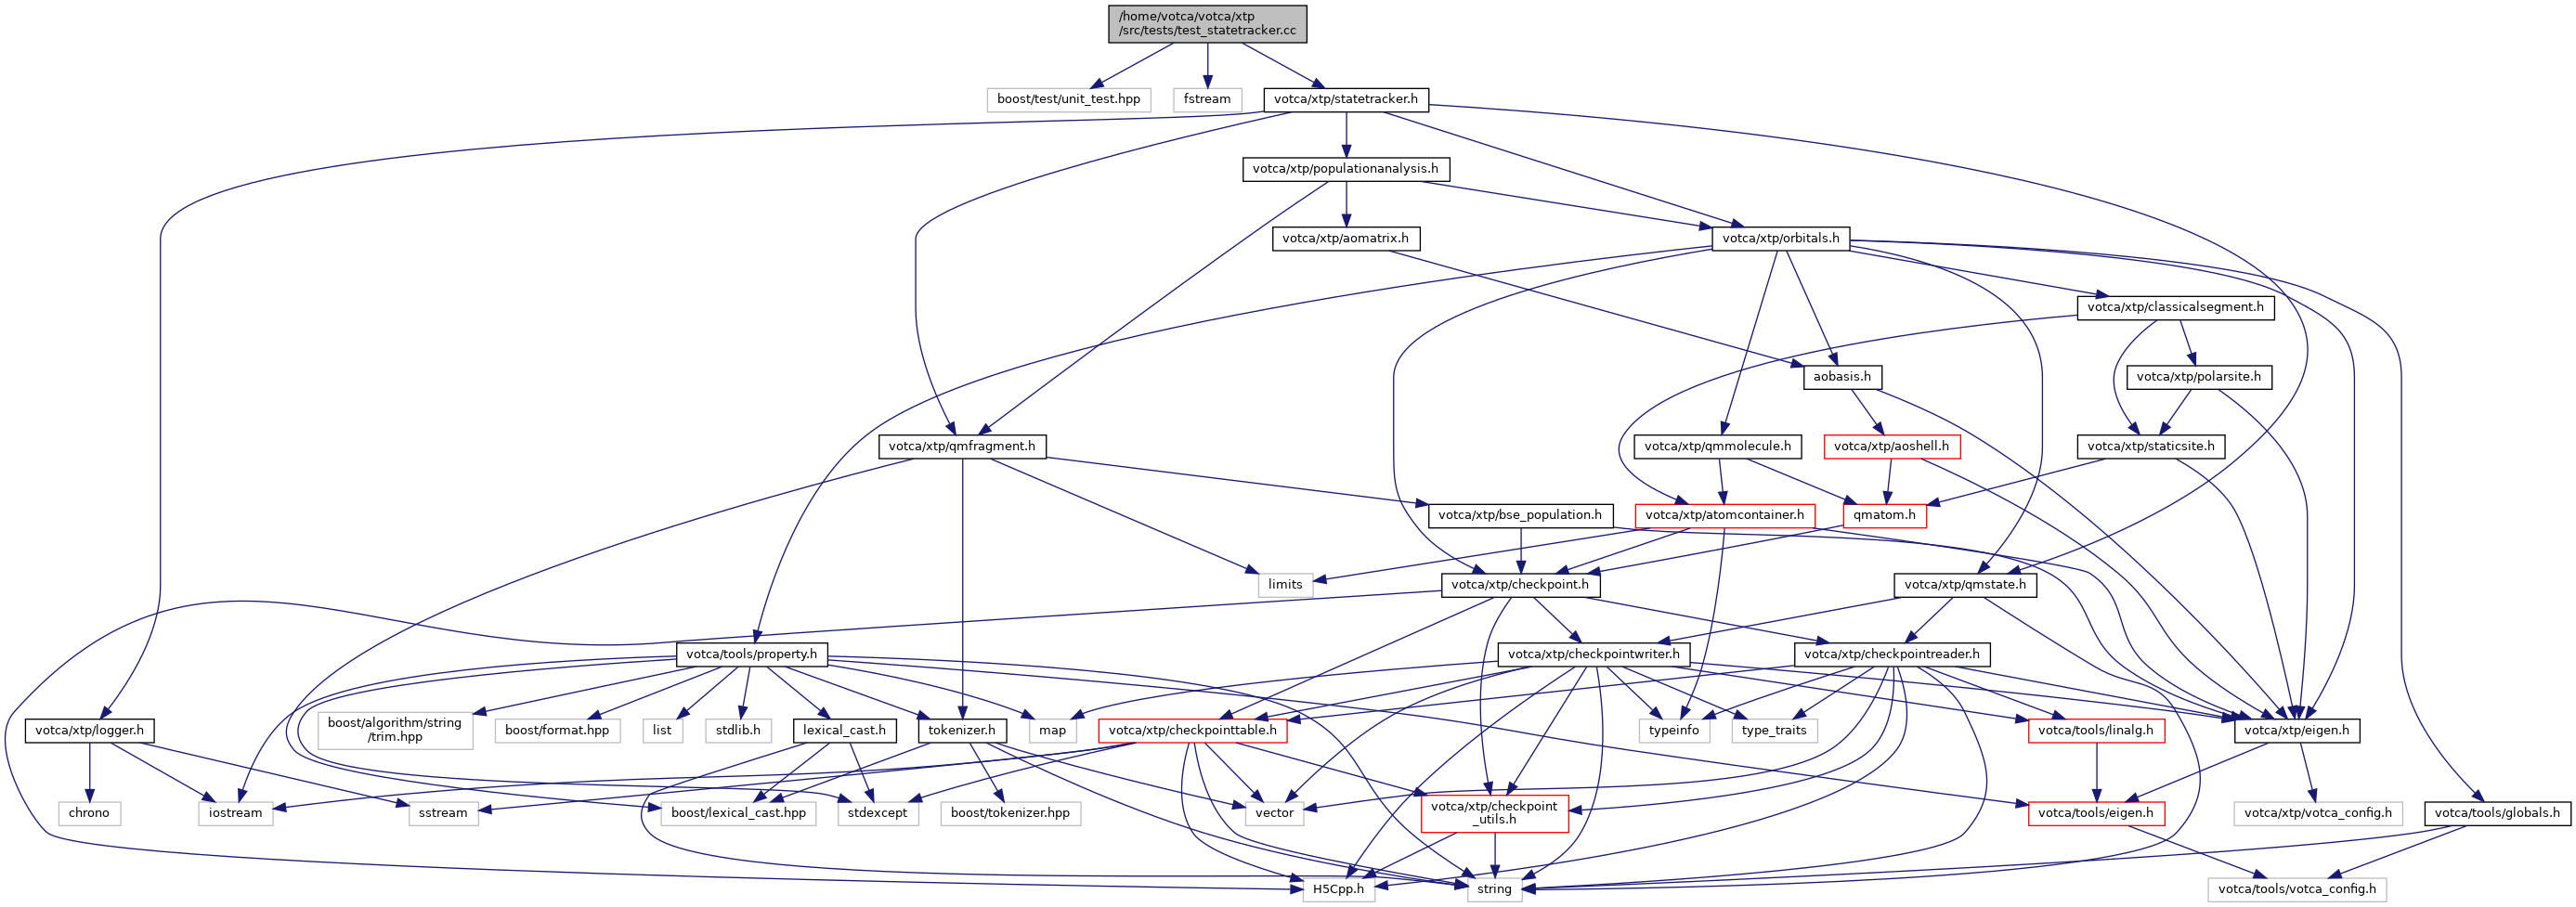 /home/votca/votca/xtp
/src/tests/test_statetracker.cc
boost/test/unit_test.hpp
fstream
votca/xtp/statetracker.h
votca/xtp/populationanalysis.h
votca/xtp/aomatrix.h
votca/xtp/orbitals.h
votca/xtp/classicalsegment.h
aobasis.h
votca/xtp/polarsite.h
votca/xtp/qmfragment.h
votca/xtp/qmmolecule.h
votca/xtp/aoshell.h
votca/xtp/staticsite.h
votca/xtp/bse_population.h
votca/xtp/atomcontainer.h
qmatom.h
limits
votca/xtp/checkpoint.h
votca/xtp/qmstate.h
votca/tools/property.h
votca/xtp/checkpointwriter.h
votca/xtp/checkpointreader.h
votca/xtp/logger.h
boost/algorithm/string
/trim.hpp
boost/format.hpp
list
stdlib.h
lexical_cast.h
tokenizer.h
map
votca/xtp/checkpointtable.h
typeinfo
type_traits
votca/tools/linalg.h
votca/xtp/eigen.h
chrono
iostream
sstream
boost/lexical_cast.hpp
stdexcept
boost/tokenizer.hpp
vector
votca/xtp/checkpoint
_utils.h
votca/tools/eigen.h
votca/xtp/votca_config.h
votca/tools/globals.h
H5Cpp.h
string
votca/tools/votca_config.h